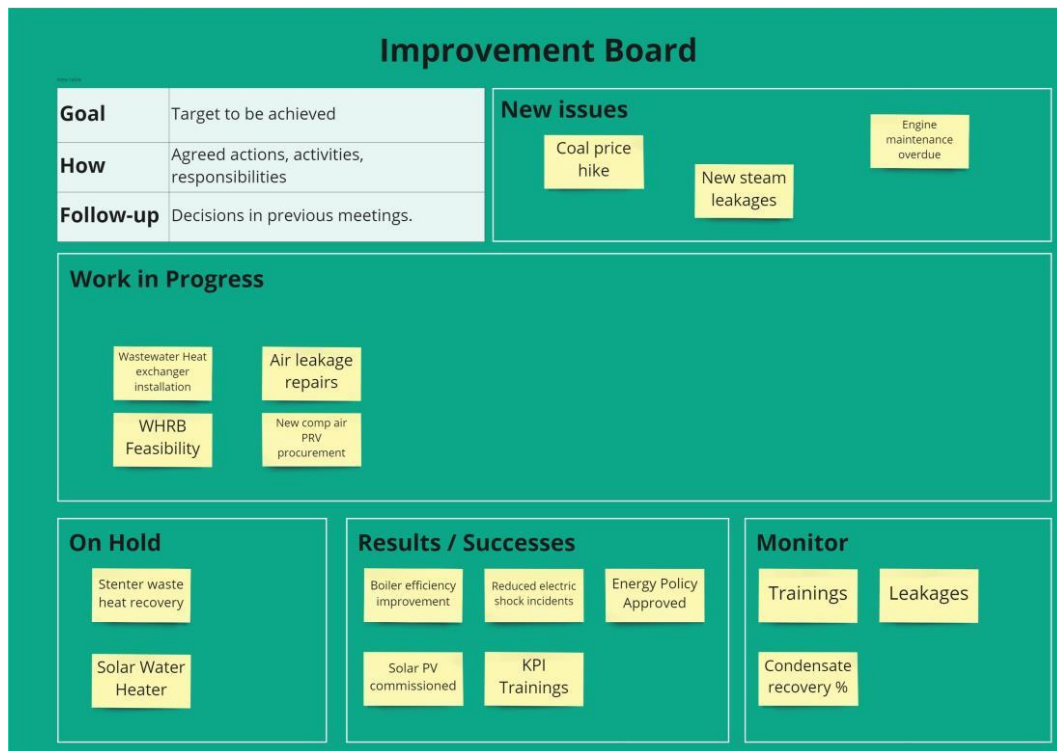 Improvement Board
Goal
Target to be achieved
How
Agreed actions, activities,
responsibilities
Follow-up
Decisions in previous meetings.
New issues
Coal price
hike
New steam
leakages
Engine
maintenance
overdue
Work in Progress
Wastewater Heat
exchanger
installation
Air leakage
repairs
WHRB
Feasibility
New comp air
PRV
procurement
On Hold
Stenter waste
heat recovery
Solar Water
Heater
Results / Successes
Boiler efficiency
improvement
Reduced electric
shock incidents
Energy Policy
Approved
Solar PV
commissioned
KPI
Trainings
Monitor
Trainings
Leakages
Condensate
recovery %